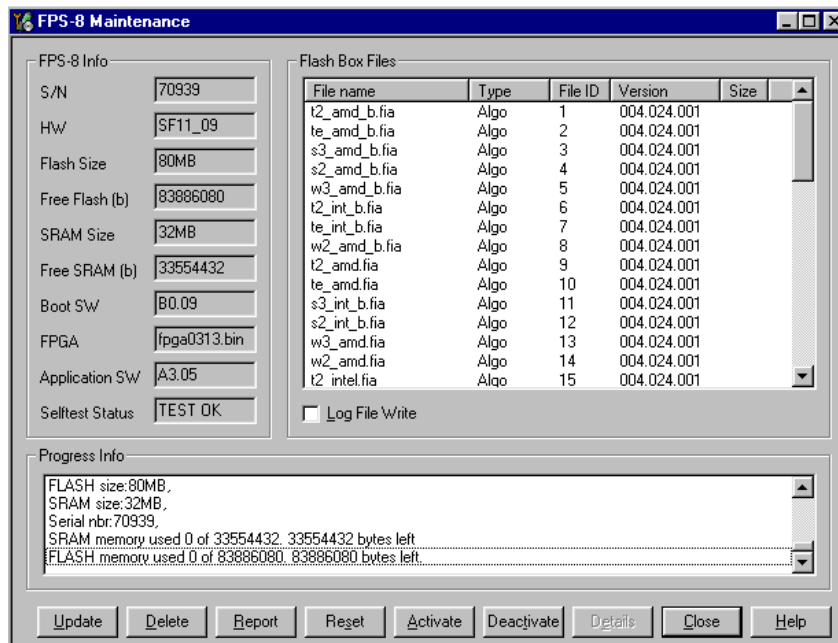 FPS-8 Maintenance
FPS-8 Info
S/N 70939
HW SF11_09
Flash Size 80MB
Free Flash (b) 83886080
SRAM Size 32MB
Free SRAM (b) 33554432
Boot SW B0.09
FPGA fpga0313.bin
Application SW A3.05
Selftest Status TEST OK
Flash Box Files
File name Type File ID Version Size
t2_amd_b.fia Algo 1 004.024.001
te_amd_b.fia Algo 2 004.024.001
s3_amd_b.fia Algo 3 004.024.001
s2_amd_b.fia Algo 4 004.024.001
w3_amd_b.fia Algo 5 004.024.001
t2_int_b.fia Algo 6 004.024.001
te_int_b.fia Algo 7 004.024.001
w2_amd_b.fia Algo 8 004.024.001
t2_amd.fia Algo 9 004.024.001
te_amd.fia Algo 10 004.024.001
s3_int_b.fia Algo 11 004.024.001
s2_int_b.fia Algo 12 004.024.001
w3_amd.fia Algo 13 004.024.001
w2_amd.fia Algo 14 004.024.001
t2_intel.fia Algo 15 004.024.001
Log File Write
Progress Info
FLASH size:80MB,
SRAM size:32MB,
Serial nbr:70939,
SRAM memory used 0 of 33554432. 33554432 bytes left
FLASH memory used 0 of 83886080. 83886080 bytes left.
Update Delete Report Reset Activate Deactivate Details Close Help